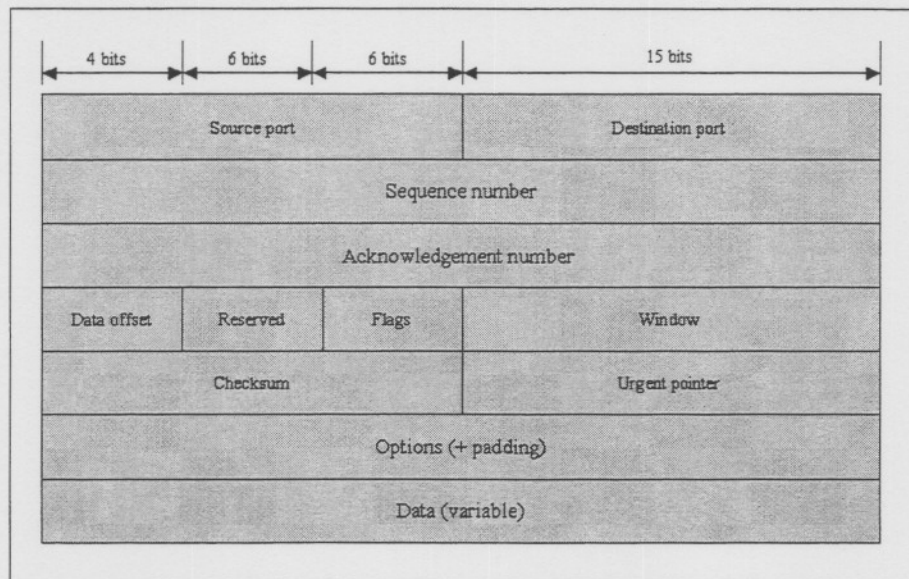 4 bits 6 bits 6 bits 15 bits
Source port Destination port
Sequence number
Acknowledgement number
Data offset Reserved Flags Window
Checksum Urgent pointer
Options (+ padding)
Data (variable)